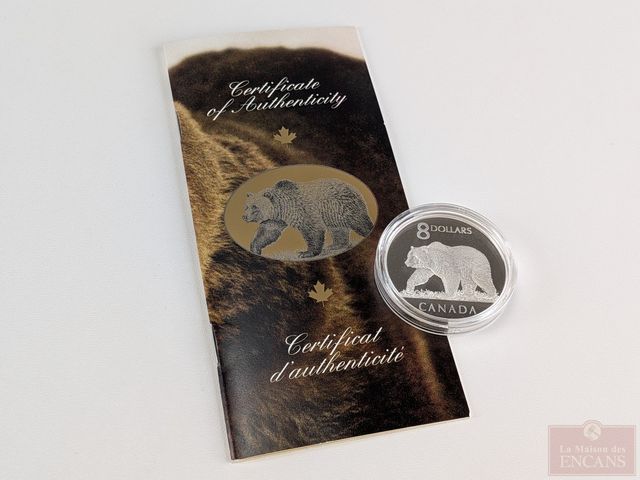 Certificate
of Authenticity
Certificat
d'authenticité
8 DOLLARS
CANADA
La Maison des
ENCANS